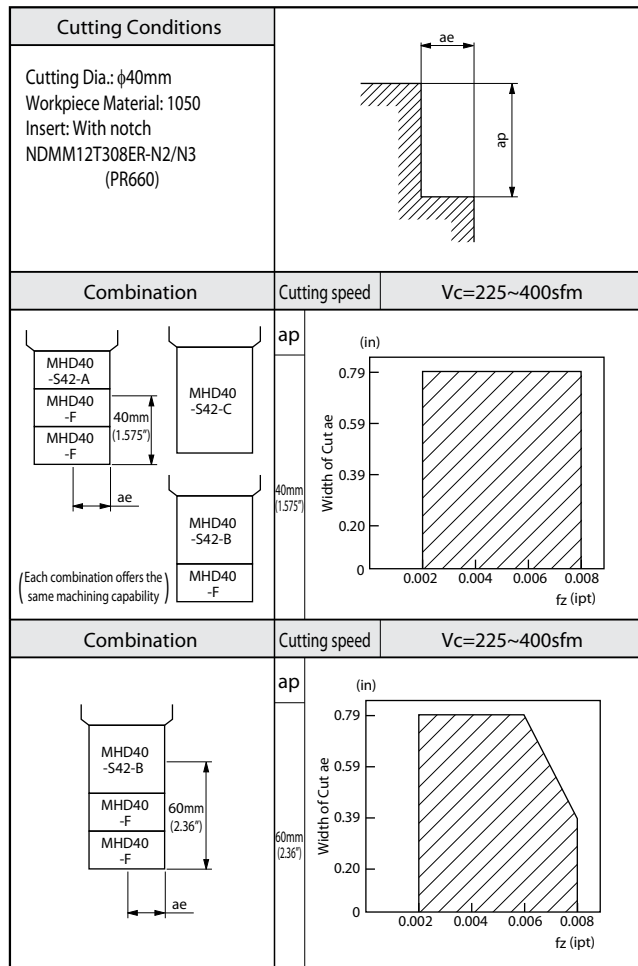 Cutting Conditions
Cutting Dia.: ϕ40mm
Workpiece Material: 1050
Insert: With notch
NDMM12T308ER-N2/N3
(PR660)
ae
ap
Combination
Cutting speed
Vc=225~400sfm
MHD40
-S42-A
MHD40
-F
MHD40
-F
40mm
(1.575")
ae
MHD40
-S42-C
MHD40
-S42-B
MHD40
-F
(Each combination offers the
same machining capability)
ap
40mm
(1.575")
(in)
Width of Cut ae
0.79
0.59
0.39
0.20
0
0.002 0.004 0.006 0.008
fz (ipt)
Combination
Cutting speed
Vc=225~400sfm
MHD40
-S42-B
MHD40
-F
MHD40
-F
60mm
(2.36")
ae
ap
60mm
(2.36")
(in)
Width of Cut ae
0.79
0.59
0.39
0.20
0
0.002 0.004 0.006 0.008
fz (ipt)